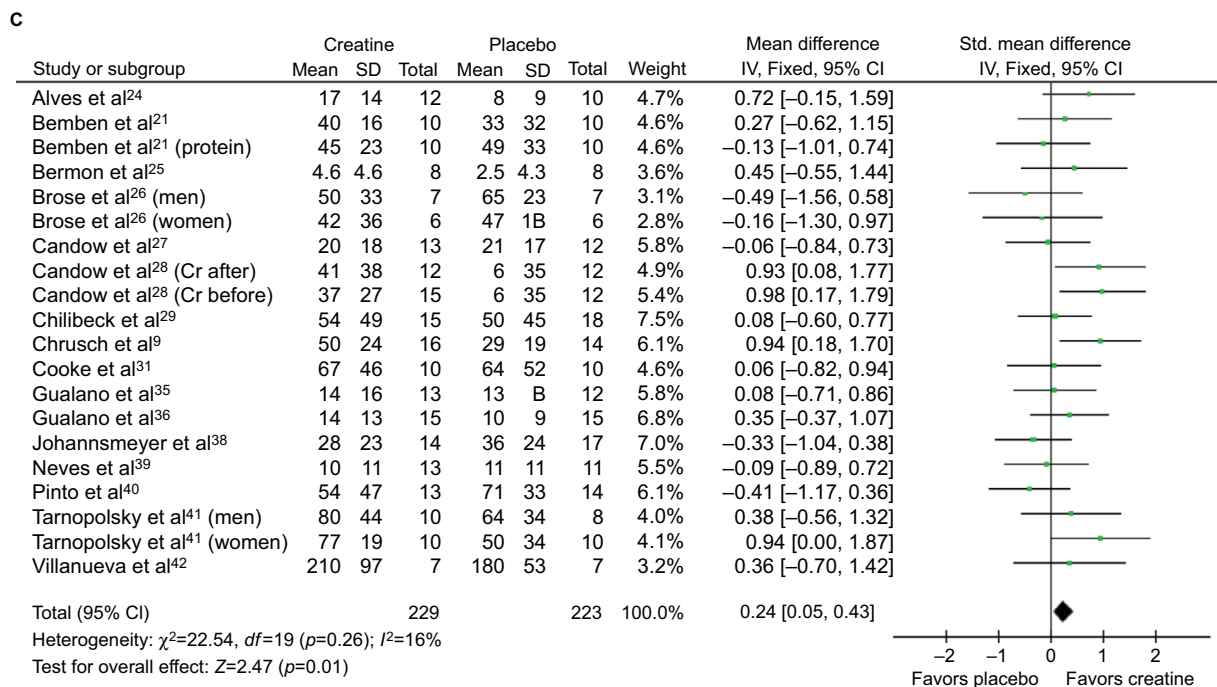 C
Creatine Placebo Mean difference Std. mean difference
Study or subgroup Mean SD Total Mean SD Total Weight IV, Fixed, 95% CI IV, Fixed, 95% CI
Alves et al24 17 14 12 8 9 10 4.7% 0.72 [–0.15, 1.59]
Bemben et al21 40 16 10 33 32 10 4.6% 0.27 [–0.62, 1.15]
Bemben et al21 (protein) 45 23 10 49 33 10 4.6% –0.13 [–1.01, 0.74]
Bermon et al25 4.6 4.6 8 2.5 4.3 8 3.6% 0.45 [–0.55, 1.44]
Brose et al26 (men) 50 33 7 65 23 7 3.1% –0.49 [–1.56, 0.58]
Brose et al26 (women) 42 36 6 47 1B 6 2.8% –0.16 [–1.30, 0.97]
Candow et al27 20 18 13 21 17 12 5.8% –0.06 [–0.84, 0.73]
Candow et al28 (Cr after) 41 38 12 6 35 12 4.9% 0.93 [0.08, 1.77]
Candow et al28 (Cr before) 37 27 15 6 35 12 5.4% 0.98 [0.17, 1.79]
Chilibeck et al29 54 49 15 50 45 18 7.5% 0.08 [–0.60, 0.77]
Chrusch et al9 50 24 16 29 19 14 6.1% 0.94 [0.18, 1.70]
Cooke et al31 67 46 10 64 52 10 4.6% 0.06 [–0.82, 0.94]
Gualano et al35 14 16 13 13 B 12 5.8% 0.08 [–0.71, 0.86]
Gualano et al36 14 13 15 10 9 15 6.8% 0.35 [–0.37, 1.07]
Johannsmeyer et al38 28 23 14 36 24 17 7.0% –0.33 [–1.04, 0.38]
Neves et al39 10 11 13 11 11 11 5.5% –0.09 [–0.89, 0.72]
Pinto et al40 54 47 13 71 33 14 6.1% –0.41 [–1.17, 0.36]
Tarnopolsky et al41 (men) 80 44 10 64 34 8 4.0% 0.38 [–0.56, 1.32]
Tarnopolsky et al41 (women) 77 19 10 50 34 10 4.1% 0.94 [0.00, 1.87]
Villanueva et al42 210 97 7 180 53 7 3.2% 0.36 [–0.70, 1.42]
Total (95% CI) 229 223 100.0% 0.24 [0.05, 0.43]
Heterogeneity: χ²=22.54, df=19 (p=0.26); I²=16%
Test for overall effect: Z=2.47 (p=0.01)
–2 –1 0 1 2
Favors placebo Favors creatine